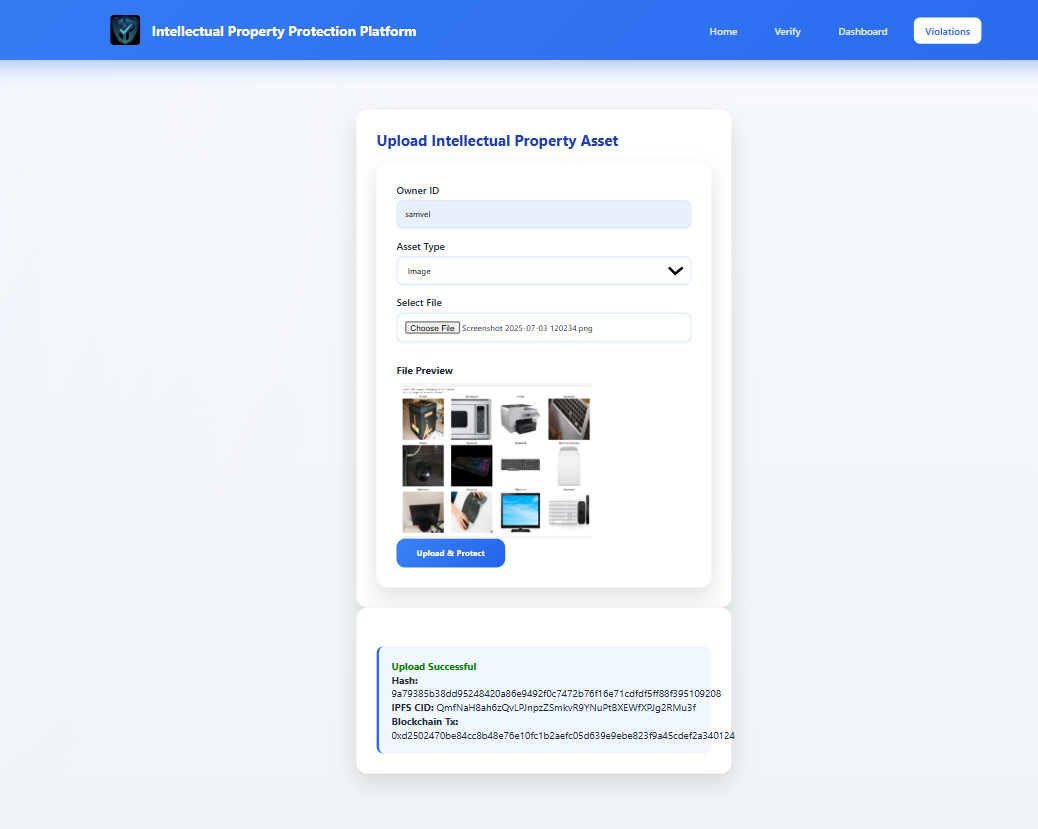 Intellectual Property Protection Platform
Home
Verify
Dashboard
Violations
Upload Intellectual Property Asset
Owner ID
samvel
Asset Type
Image
Select File
Choose File Screenshot 2025-07-03 120234.png
File Preview
Upload & Protect
Upload Successful
Hash:
9a79385b38dd95248420a86e9492f0c7472b76f16e71cdfdf5ff88f395109208
IPFS CID: QmfNaH8ah6zQvLPJnpzZSmkvR9YNuPtBXEWfXPJg2RMu3f
Blockchain Tx:
0xd2502470be84cc8b48e76e10fc1b2aefc05d639e9ebe823f9a45cdef2a340124